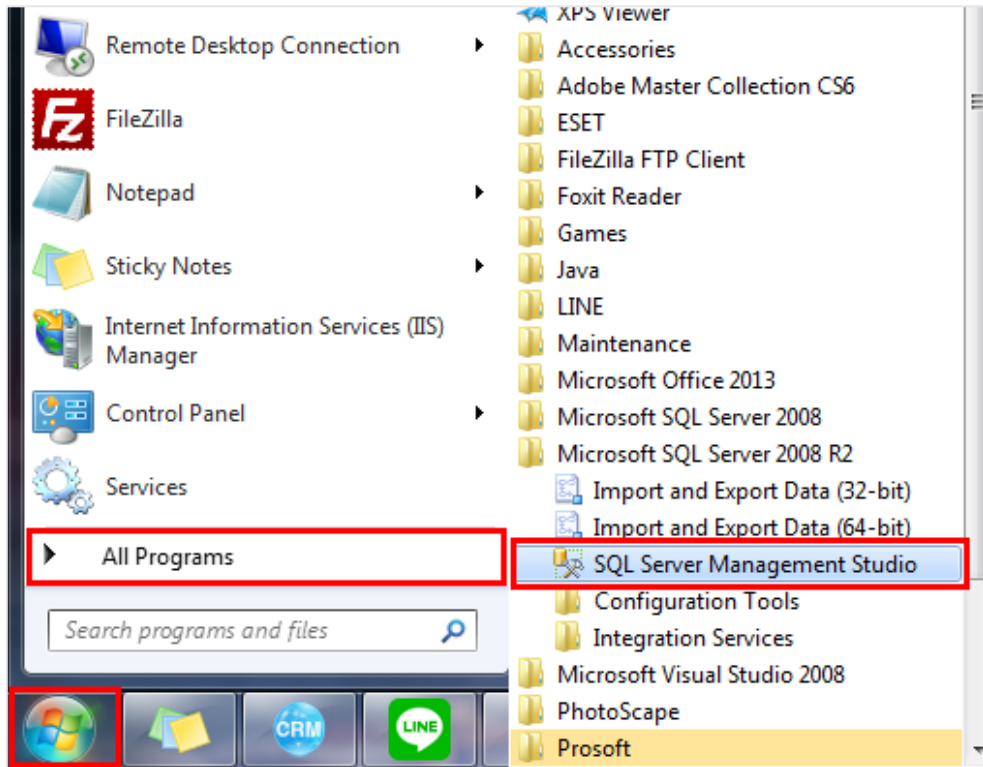 Remote Desktop Connection
FileZilla
Notepad
Sticky Notes
Internet Information Services (IIS)
Manager
Control Panel
Services
All Programs
Search programs and files
CRM
LINE
XPS Viewer
Accessories
Adobe Master Collection CS6
ESET
FileZilla FTP Client
Foxit Reader
Games
Java
LINE
Maintenance
Microsoft Office 2013
Microsoft SQL Server 2008
Microsoft SQL Server 2008 R2
Import and Export Data (32-bit)
Import and Export Data (64-bit)
SQL Server Management Studio
Configuration Tools
Integration Services
Microsoft Visual Studio 2008
PhotoScape
Prosoft